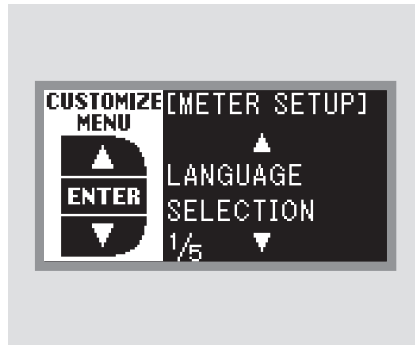 CUSTOMIZE
MENU
ENTER
[METER SETUP]
LANGUAGE
SELECTION
1/5